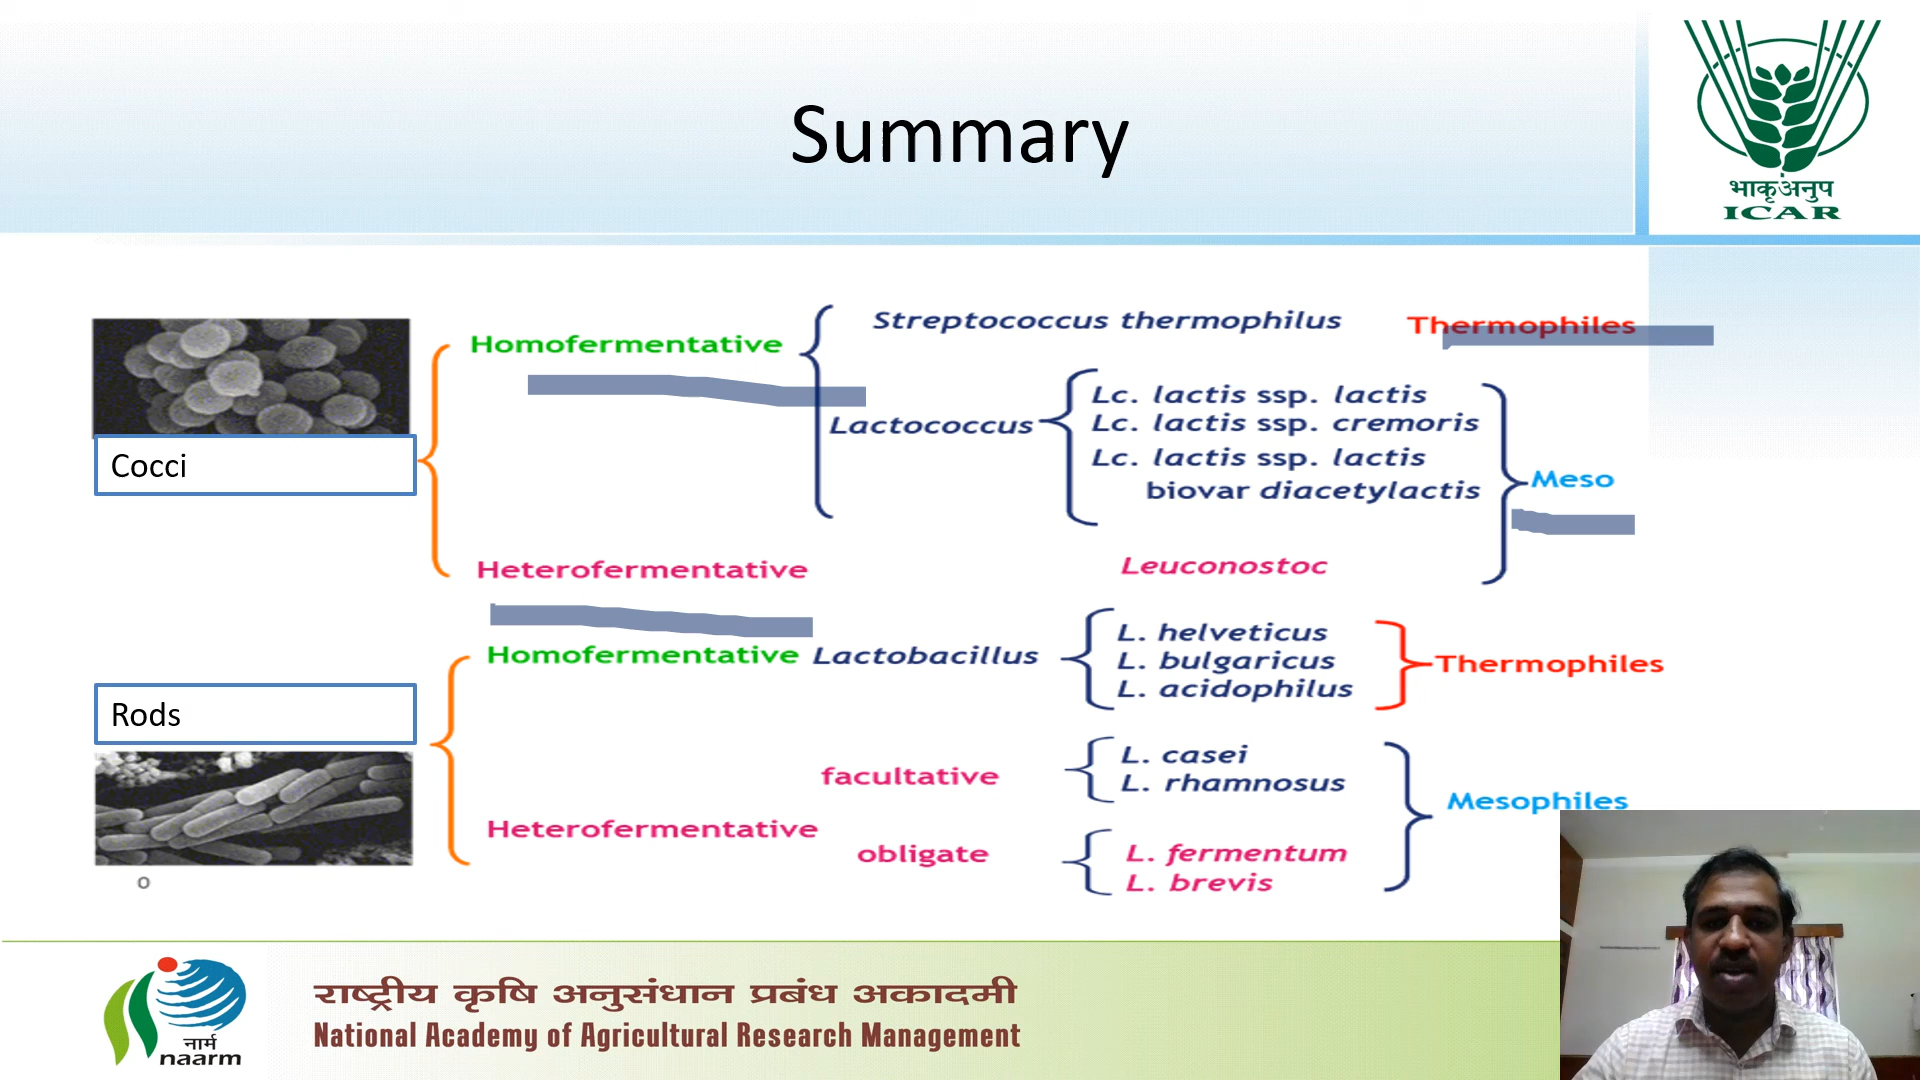 Summary
भाकृअनुप
ICAR
Streptococcus thermophilus
Thermophiles
Homofermentative
Lc. lactis ssp. lactis
Lactococcus
Lc. lactis ssp. cremoris
Lc. lactis ssp. lactis
biovar diacetylactis
Meso
Cocci
Heterofermentative
Leuconostoc
Homofermentative
Lactobacillus
L. helveticus
L. bulgaricus
L. acidophilus
Thermophiles
Rods
facultative
L. casei
L. rhamnosus
Mesophiles
Heterofermentative
obligate
L. fermentum
L. brevis
o
नार्म
naarm
राष्ट्रीय कृषि अनुसंधान प्रबंध अकादमी
National Academy of Agricultural Research Management